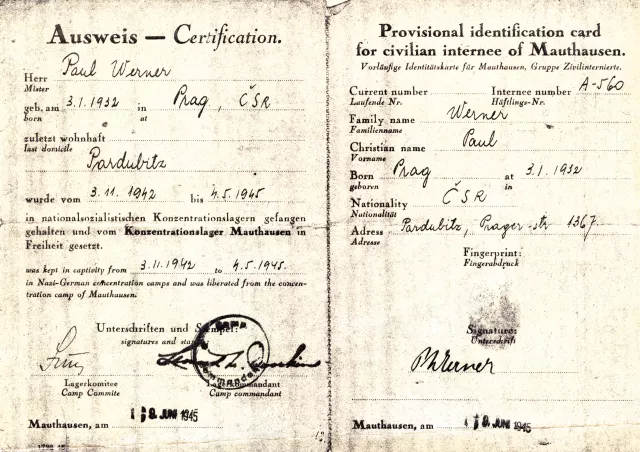 Ausweis — Certification.
Herr Paul Werner
Mister
geb. am 3.1.1932 in Prag, ČSR
born at
zuletzt wohnhaft
last domicile
Pardubitz
wurde vom 3.11.1942 bis 4.5.1945
in nationalsozialistischen Konzentrationslagern gefangen
gehalten und vom Konzentrationslager Mauthausen in
Freiheit gesetzt.
was kept in captivity from 3.11.1942 to 4.5.1945.
in Nazi-German concentration camps and was liberated from the concen-
tration camp of Mauthausen.
Unterschriften und Stempel:
signatures and stamp
CAMP
Lagerkomitee Lagerkommandant
Camp Commite Camp commandant
Mauthausen, am JUNI 1945
Provisional identification card
for civilian internee of Mauthausen.
Vorläufige Identitätskarte für Mauthausen, Gruppe Zivilinternierte.
Current number Internee number A-560
Laufende Nr. Häftlings-Nr.
Family name Werner
Familienname
Christian name Paul
Vorname
Born Prag at 3.1.1932
geboren in
Nationality ČSR
Nationalität
Adress Pardubitz, Prager-str 1367.
Adresse
Fingerprint:
Fingerabdruck
Signature:
Unterschrift
PWerner
Mauthausen, am JUNI 1945